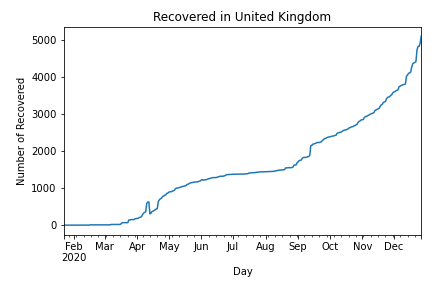 Recovered in United Kingdom
Number of Recovered
5000
4000
3000
2000
1000
0
Feb Mar Apr May Jun Jul Aug Sep Oct Nov Dec
2020
Day